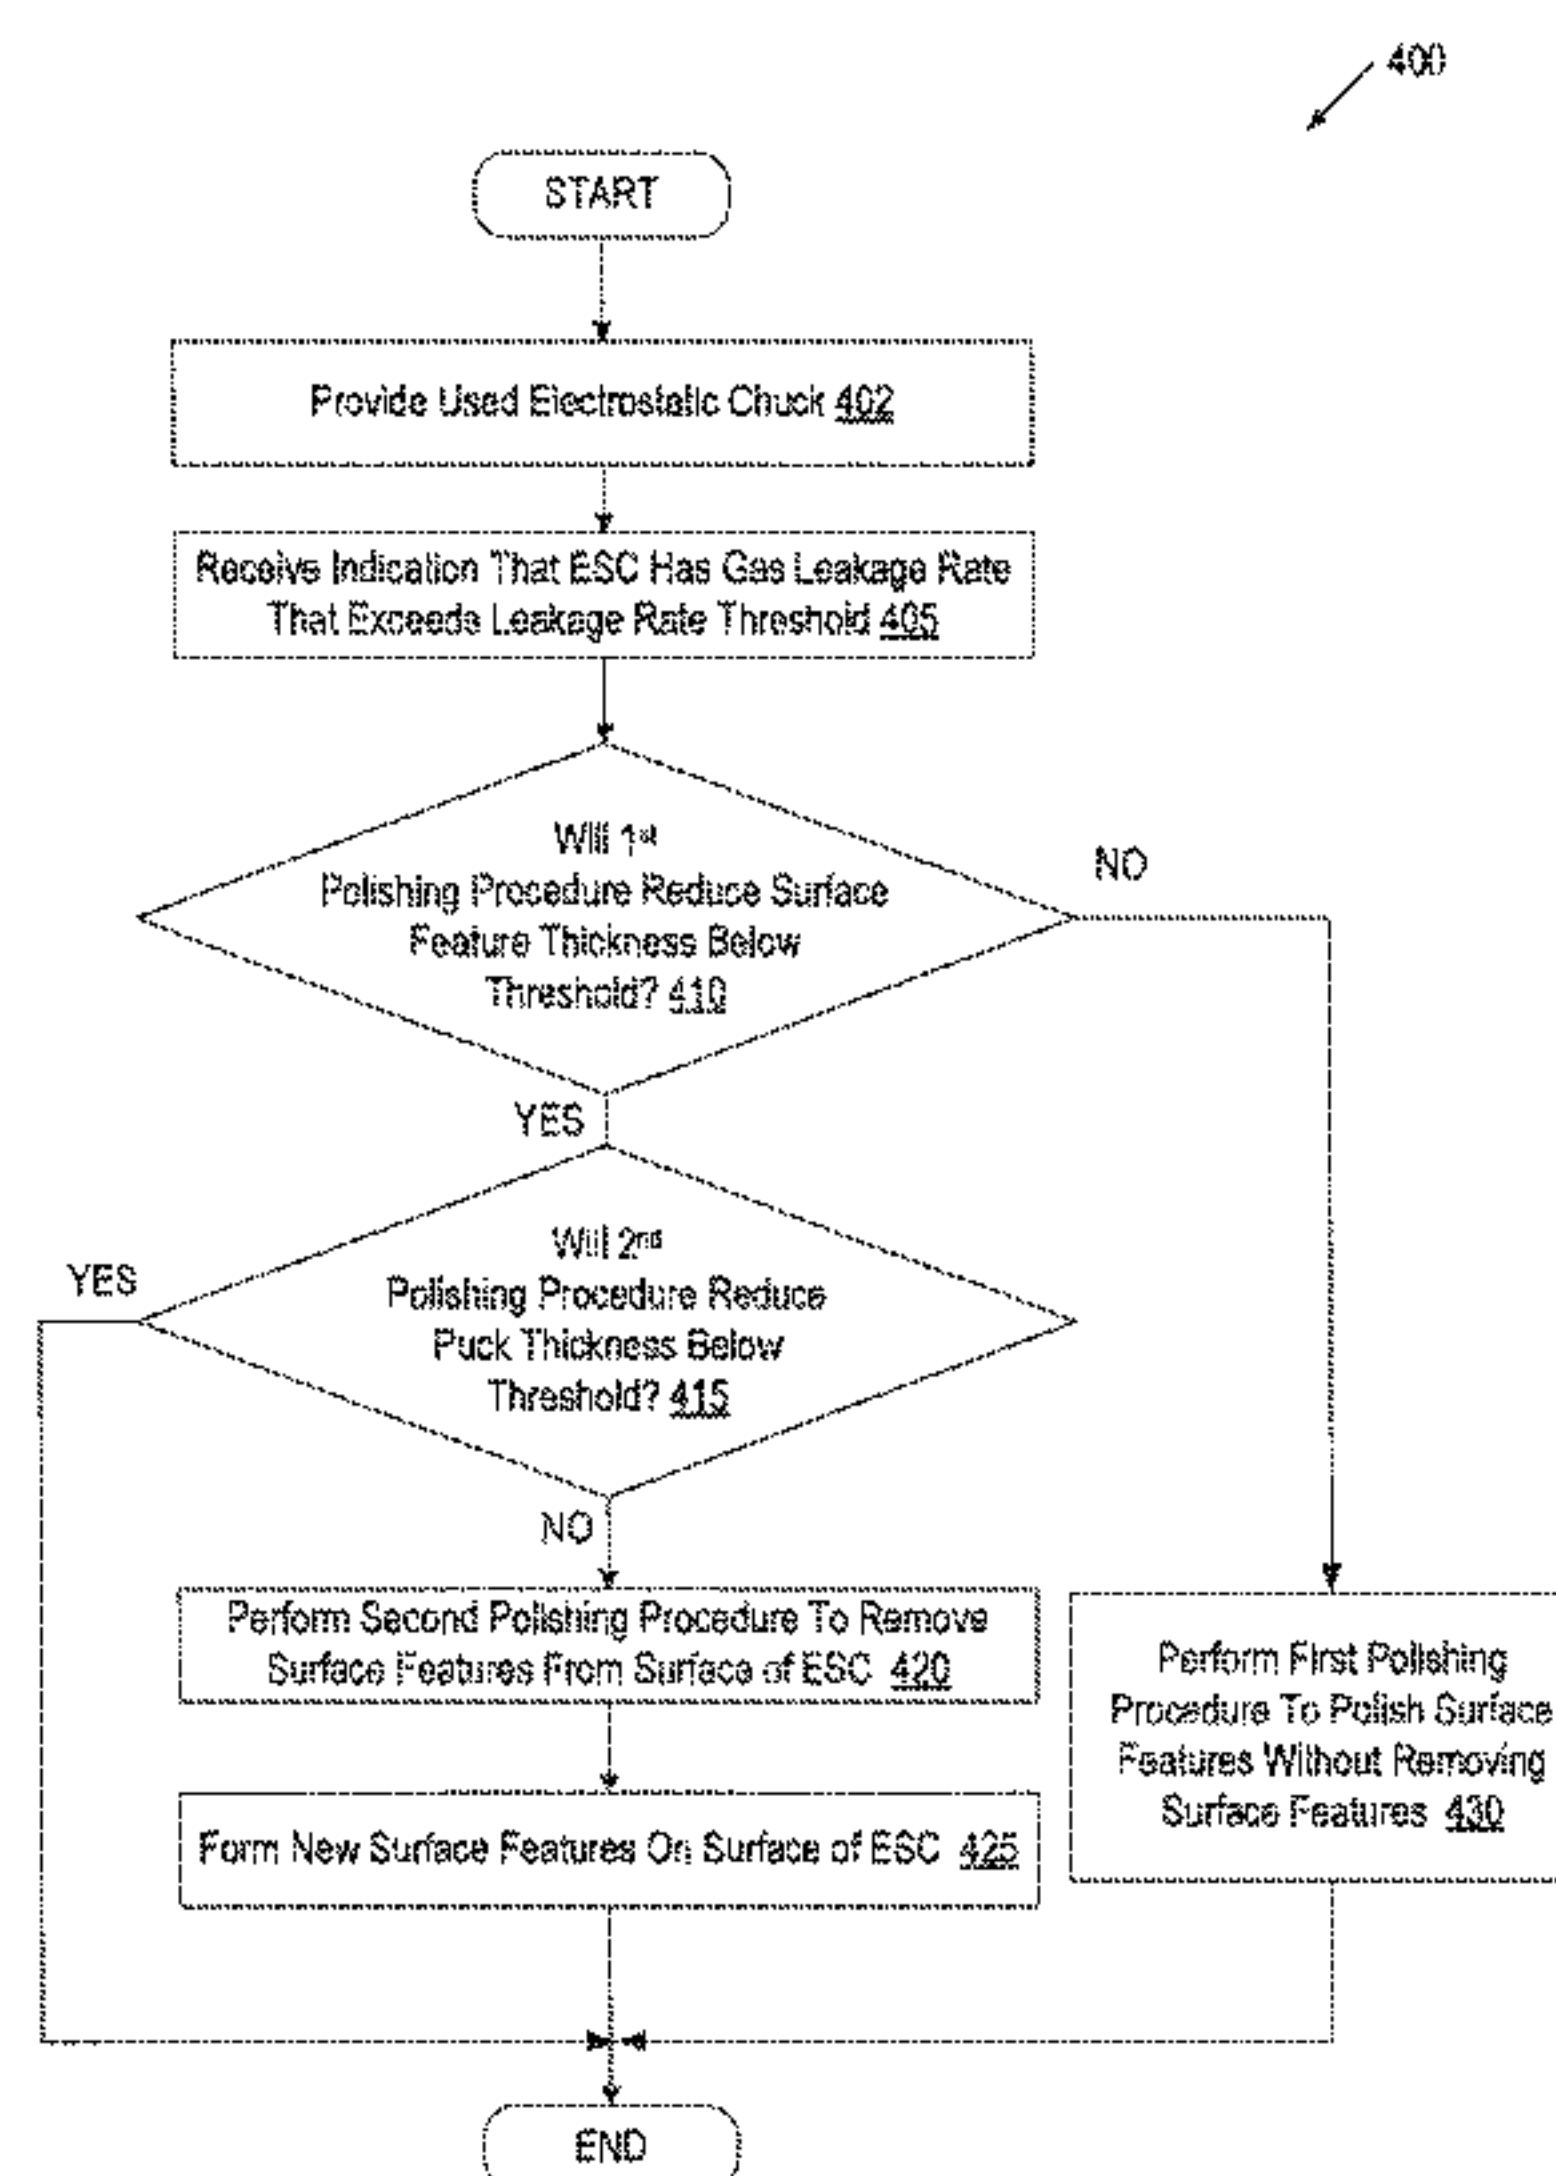 400
START
Provide Used Electrostatic Chuck 402
Receive Indication That ESC Has Gas Leakage Rate
That Exceeds Leakage Rate Threshold 405
Will 1st
Polishing Procedure Reduce Surface
Feature Thickness Below
Threshold? 410
NO
YES
Will 2nd
Polishing Procedure Reduce
Puck Thickness Below
Threshold? 415
YES
NO
Perform Second Polishing Procedure To Remove
Surface Features From Surface of ESC 420
Perform First Polishing
Procedure To Polish Surface
Features Without Removing
Surface Features 430
Form New Surface Features On Surface of ESC 425
END